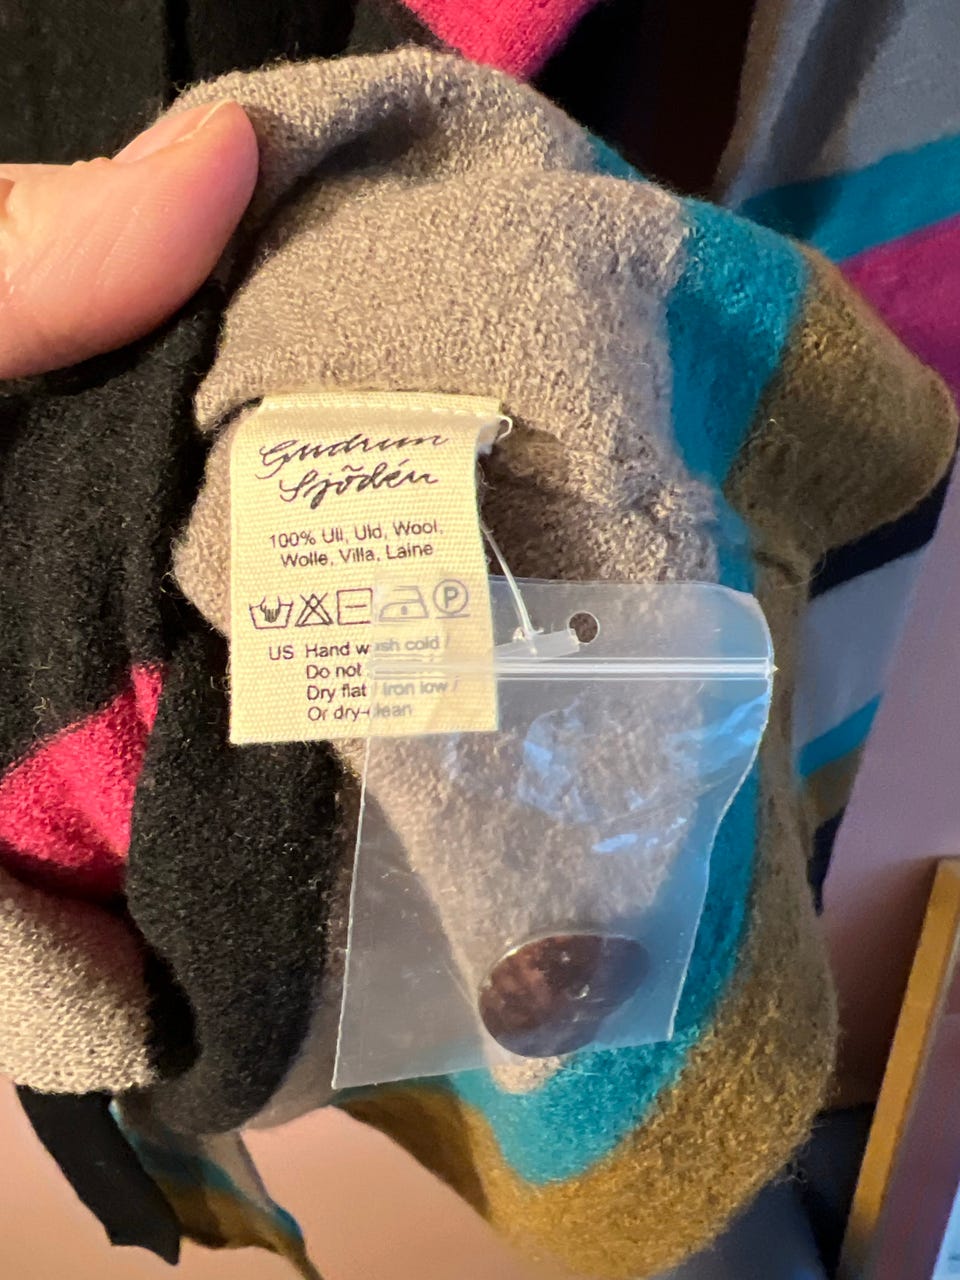 Gudrun
Sjödén
100% Ull, Uld, Wool,
Wolle, Villa, Laine
P
US Hand wash cold /
Do not
Dry flat / Iron low /
Or dry-clean